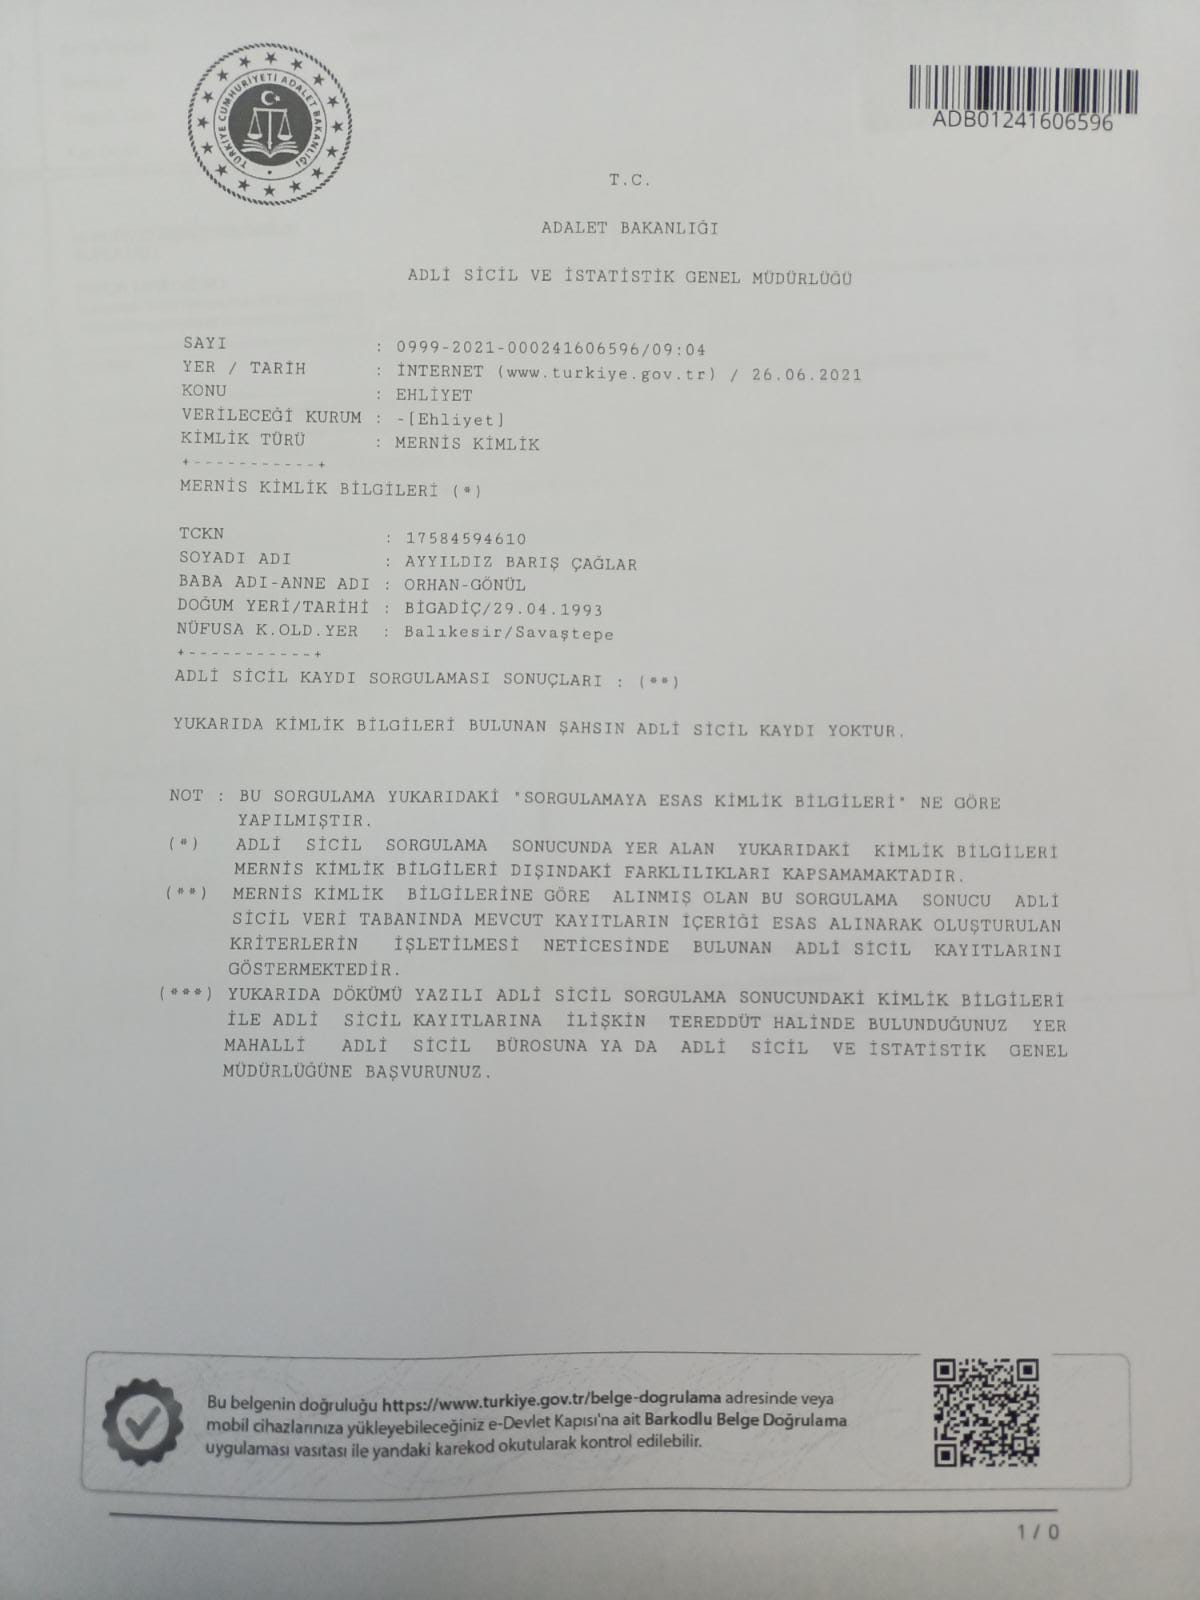 TÜRKİYE CUMHURİYETİ ADALET BAKANLIĞI
ADB01241606596
T.C.
ADALET BAKANLIĞI
ADLİ SİCİL VE İSTATİSTİK GENEL MÜDÜRLÜĞÜ
SAYI : 0999-2021-000241606596/09:04
YER / TARİH : İNTERNET (www.turkiye.gov.tr) / 26.06.2021
KONU : EHLİYET
VERİLECEĞİ KURUM : -[Ehliyet]
KİMLİK TÜRÜ : MERNİS KİMLİK
+-----------+
MERNİS KİMLİK BİLGİLERİ (*)
TCKN : 17584594610
SOYADI ADI : AYYILDIZ BARIŞ ÇAĞLAR
BABA ADI-ANNE ADI : ORHAN-GÖNÜL
DOĞUM YERİ/TARİHİ : BİGADİÇ/29.04.1993
NÜFUSA K.OLD.YER : Balıkesir/Savaştepe
+-----------+
ADLİ SİCİL KAYDI SORGULAMASI SONUÇLARI : (**)
YUKARIDA KİMLİK BİLGİLERİ BULUNAN ŞAHSIN ADLİ SİCİL KAYDI YOKTUR.
NOT : BU SORGULAMA YUKARIDAKİ "SORGULAMAYA ESAS KİMLİK BİLGİLERİ" NE GÖRE
YAPILMIŞTIR.
(*) ADLİ SİCİL SORGULAMA SONUCUNDA YER ALAN YUKARIDAKİ KİMLİK BİLGİLERİ
MERNİS KİMLİK BİLGİLERİ DIŞINDAKİ FARKLILIKLARI KAPSAMAMAKTADIR.
(**) MERNİS KİMLİK BİLGİLERİNE GÖRE ALINMIŞ OLAN BU SORGULAMA SONUCU ADLİ
SİCİL VERİ TABANINDA MEVCUT KAYITLARIN İÇERİĞİ ESAS ALINARAK OLUŞTURULAN
KRİTERLERİN İŞLETİLMESİ NETİCESİNDE BULUNAN ADLİ SİCİL KAYITLARINI
GÖSTERMEKTEDİR.
(***) YUKARIDA DÖKÜMÜ YAZILI ADLİ SİCİL SORGULAMA SONUCUNDAKİ KİMLİK BİLGİLERİ
İLE ADLİ SİCİL KAYITLARINA İLİŞKİN TEREDDÜT HALİNDE BULUNDUĞUNUZ YER
MAHALLİ ADLİ SİCİL BÜROSUNA YA DA ADLİ SİCİL VE İSTATİSTİK GENEL
MÜDÜRLÜĞÜNE BAŞVURUNUZ.
Bu belgenin doğruluğu https://www.turkiye.gov.tr/belge-dogrulama adresinde veya
mobil cihazlarınıza yükleyebileceğiniz e-Devlet Kapısı'na ait Barkodlu Belge Doğrulama
uygulaması vasıtası ile yandaki karekod okutularak kontrol edilebilir.
1 / 0